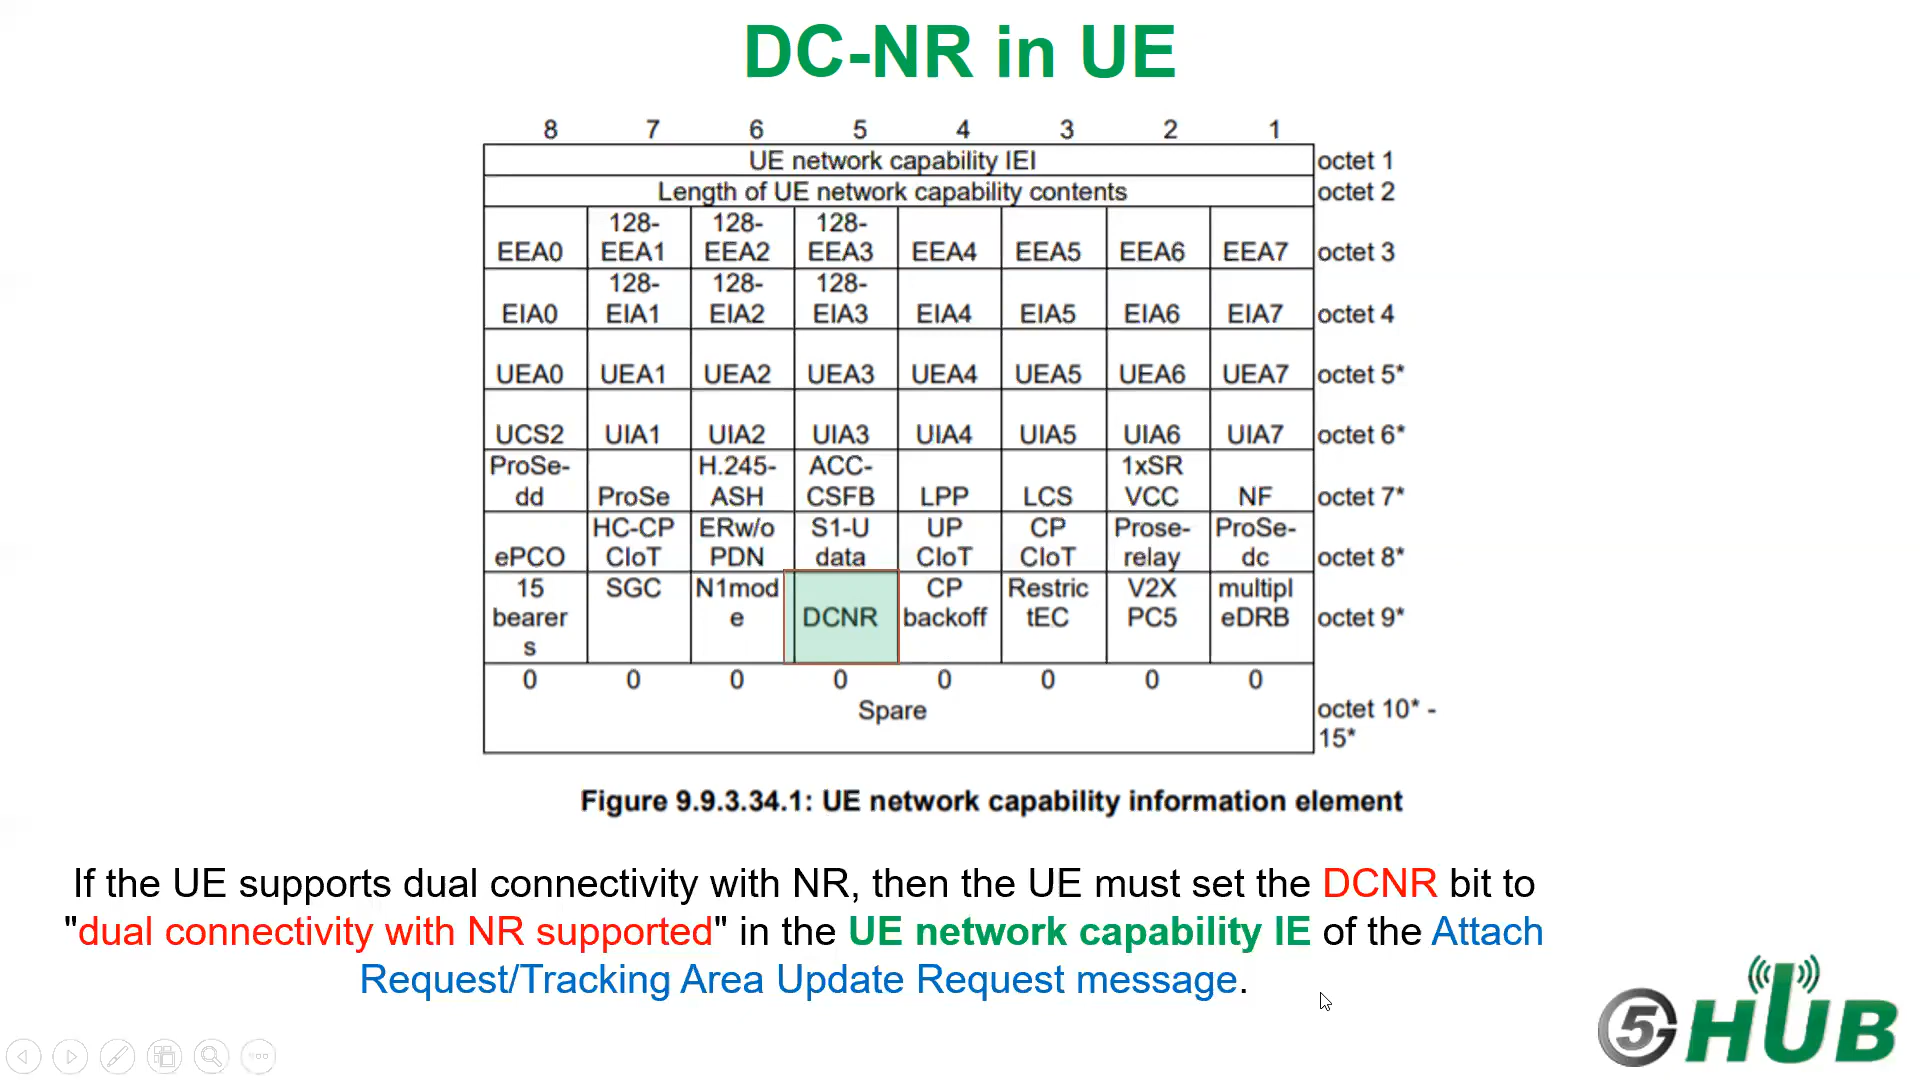 DC-NR in UE
8 7 6 5 4 3 2 1
UE network capability IEI octet 1
Length of UE network capability contents octet 2
128- 128- 128-
EEA0 EEA1 EEA2 EEA3 EEA4 EEA5 EEA6 EEA7 octet 3
128- 128- 128-
EIA0 EIA1 EIA2 EIA3 EIA4 EIA5 EIA6 EIA7 octet 4
UEA0 UEA1 UEA2 UEA3 UEA4 UEA5 UEA6 UEA7 octet 5*
UCS2 UIA1 UIA2 UIA3 UIA4 UIA5 UIA6 UIA7 octet 6*
ProSe- H.245- ACC- 1xSR
dd ProSe ASH CSFB LPP LCS VCC NF octet 7*
HC-CP ERw/o S1-U UP CP Prose- ProSe-
ePCO CIoT PDN data CIoT CIoT relay dc octet 8*
15 SGC N1mod CP Restric V2X multipl
bearer e DCNR backoff tEC PC5 eDRB octet 9*
s
0 0 0 0 0 0 0 0
Spare octet 10* -
15*
Figure 9.9.3.34.1: UE network capability information element
If the UE supports dual connectivity with NR, then the UE must set the DCNR bit to
"dual connectivity with NR supported" in the UE network capability IE of the Attach
Request/Tracking Area Update Request message.
5G HUB